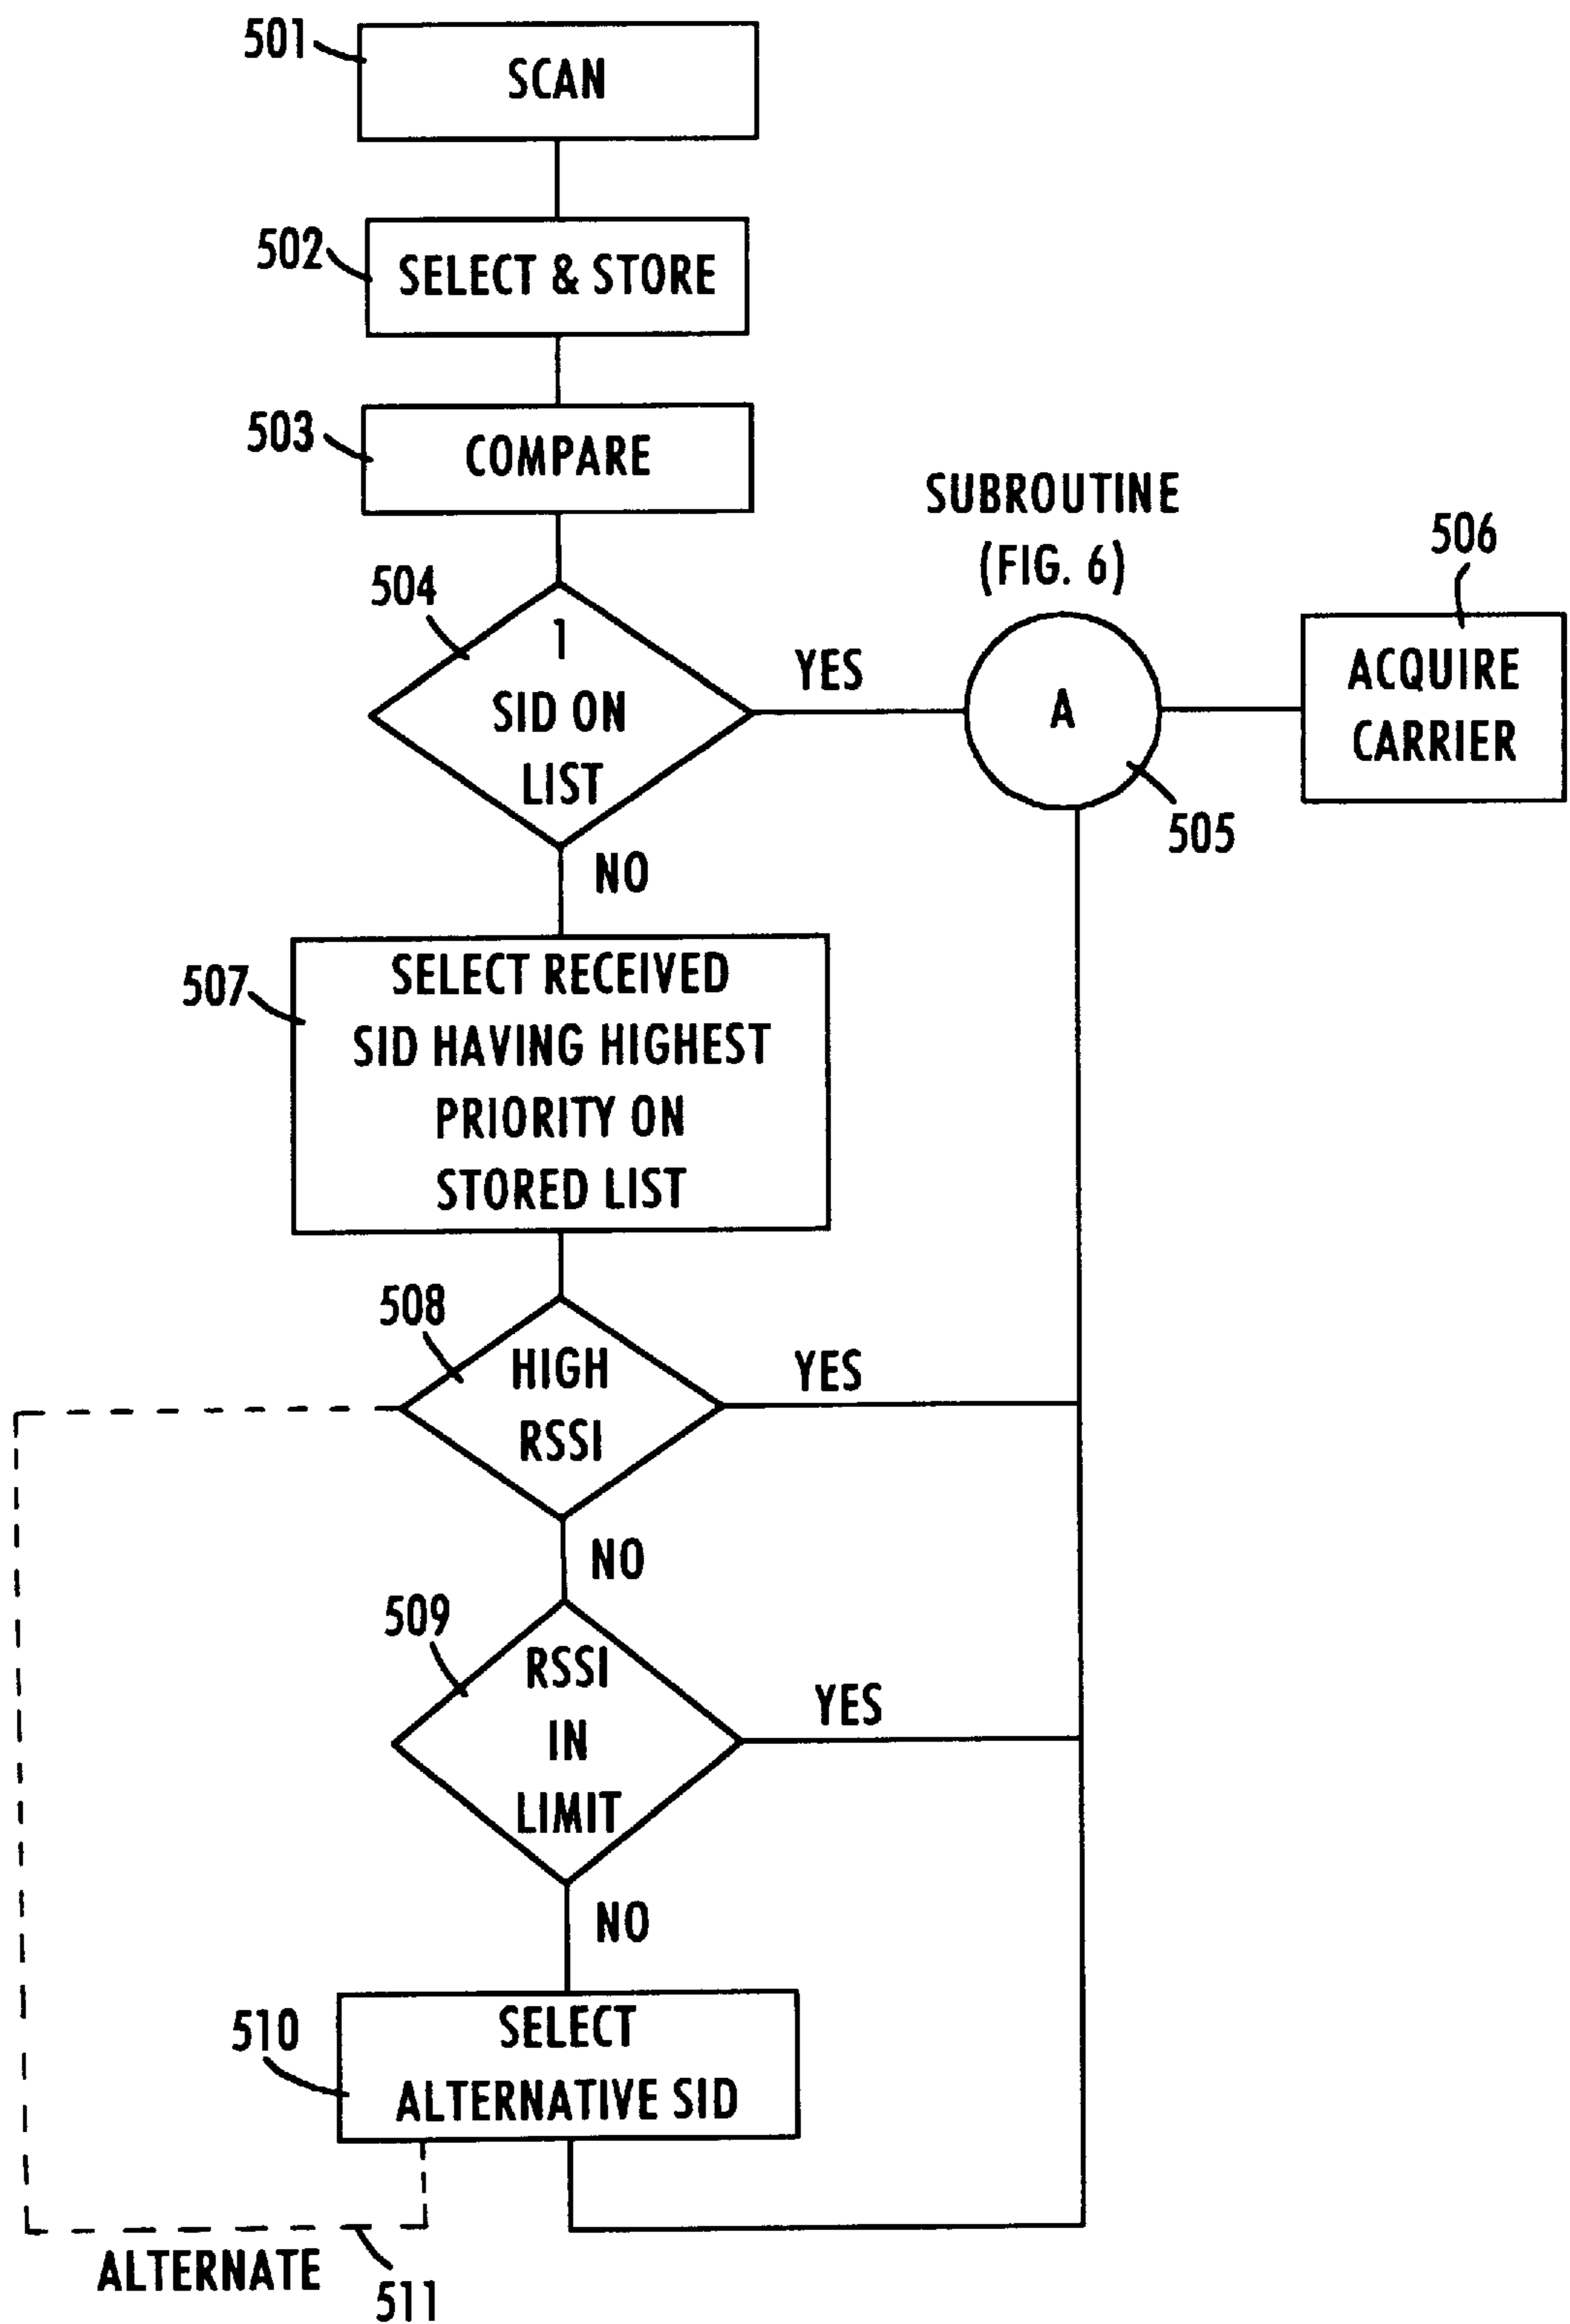 501
SCAN
502
SELECT & STORE
503
COMPARE
SUBROUTINE
(FIG. 6)
504
1
SID ON
LIST
YES
A
505
506
ACQUIRE
CARRIER
NO
507
SELECT RECEIVED
SID HAVING HIGHEST
PRIORITY ON
STORED LIST
508
HIGH
RSSI
YES
NO
509
RSSI
IN
LIMIT
YES
NO
510
SELECT
ALTERNATIVE SID
ALTERNATE
511